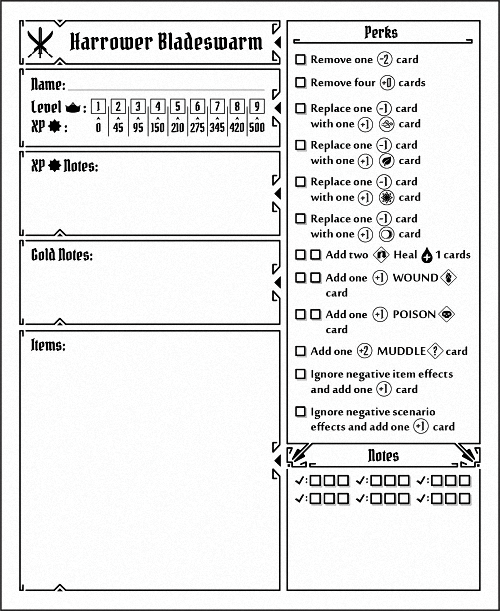 Harrower Bladeswarm
Name:
Level :
1 2 3 4 5 6 7 8 9
XP :
0 45 95 150 210 275 345 420 500
XP Notes:
Gold Notes:
Items:
Perks
Remove one -2 card
Remove four +0 cards
Replace one -1 card
with one +1 card
Replace one -1 card
with one +1 card
Replace one -1 card
with one +1 card
Replace one -1 card
with one +1 card
Add two Heal 1 cards
Add one +1 WOUND
card
Add one +1 POISON
card
Add one +2 MUDDLE ? card
Ignore negative item effects
and add one +1 card
Ignore negative scenario
effects and add one +1 card
Notes
✓: ✓: ✓:
✓: ✓: ✓: